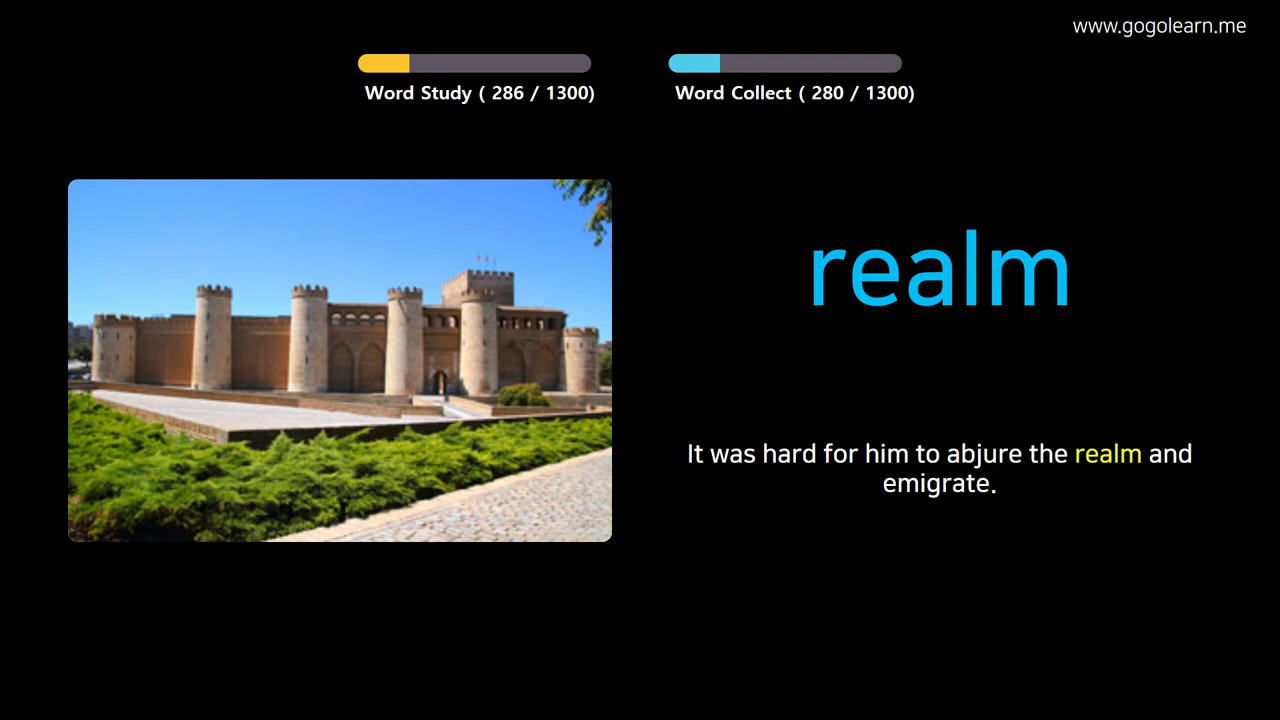 www.gogolearn.me
Word Study ( 286 / 1300)
Word Collect ( 280 / 1300)
realm
It was hard for him to abjure the realm and
emigrate.